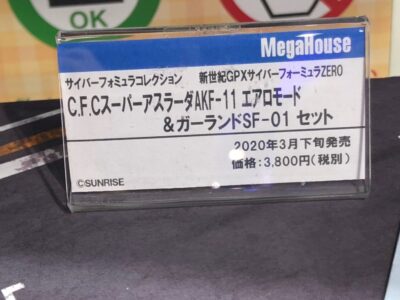 OK
MegaHouse
サイバーフォーミュラコレクション 新世紀GPXサイバーフォーミュラZERO
C.F.CスーパーアスラーダAKF-11 エアロモード
&ガーランドSF-01 セット
2020年3月下旬発売
価格:3,800円(税別)
©SUNRISE